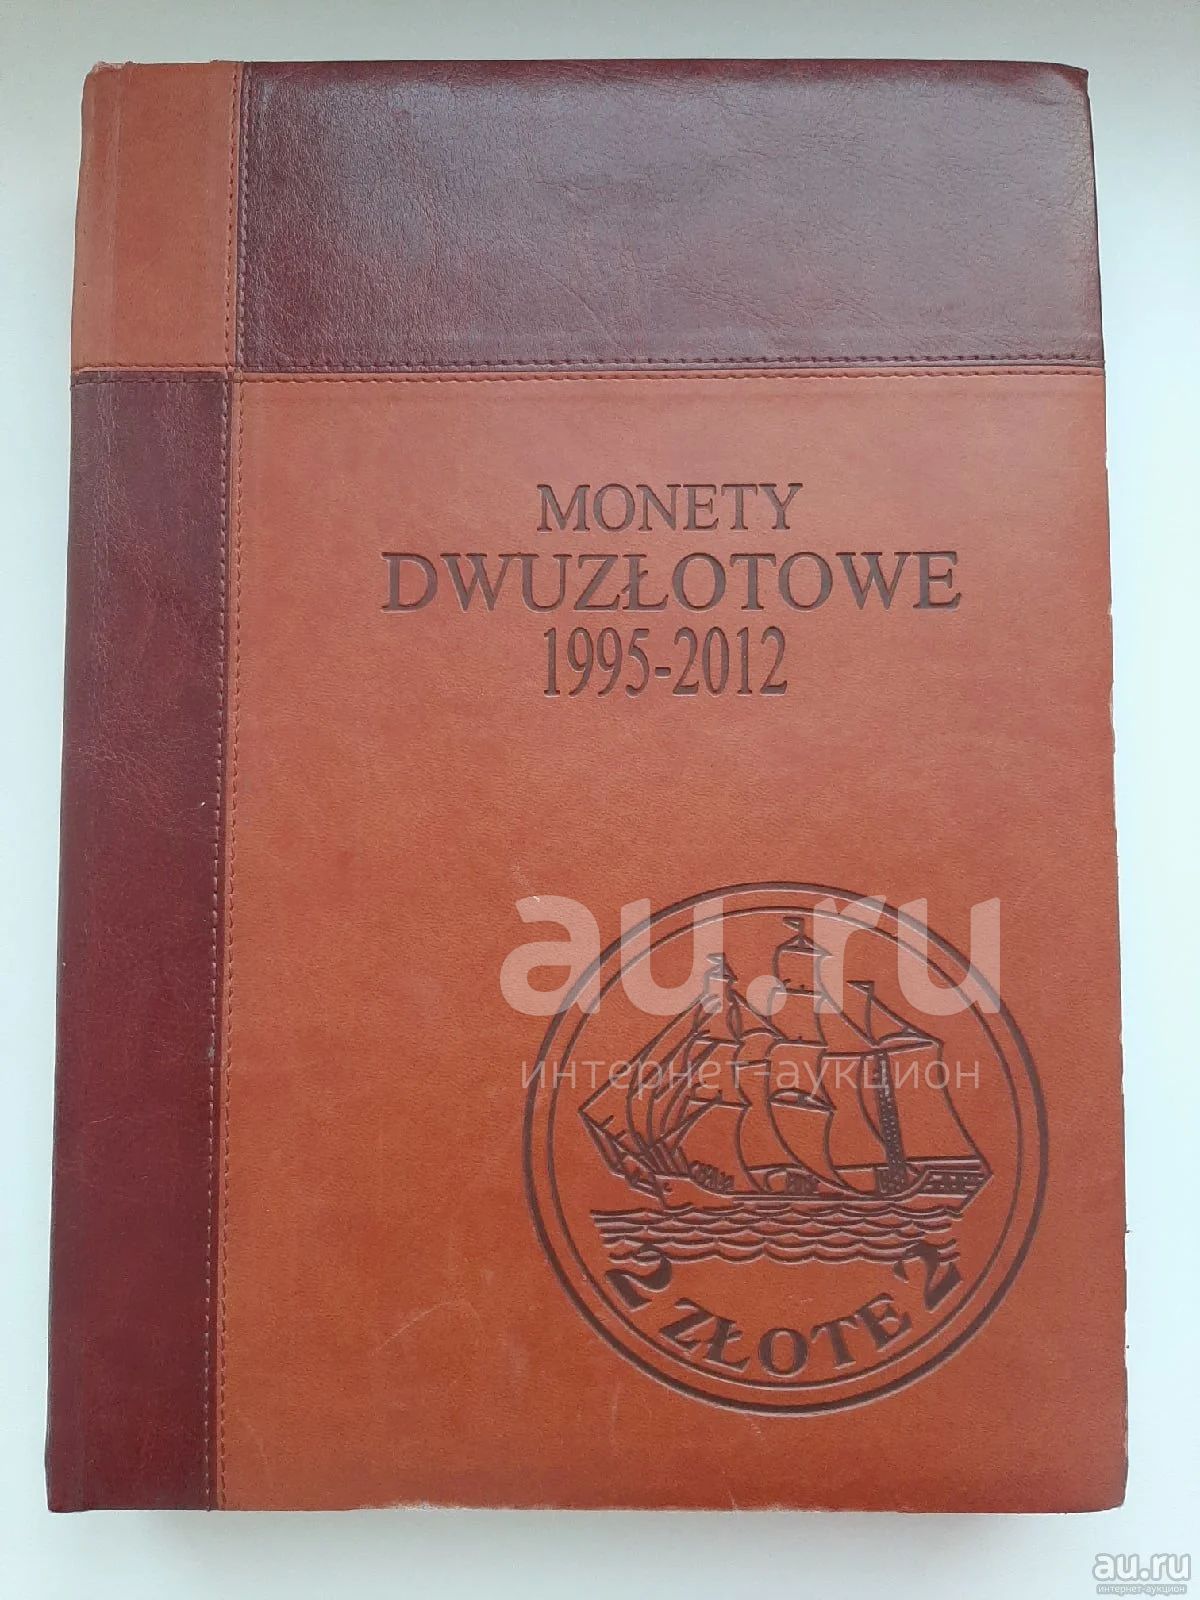 MONETY
DWUZŁOTOWE
1995-2012
au.ru
интернет-аукцион
2 ZŁOTE 2
au.ru
интернет-аукцион